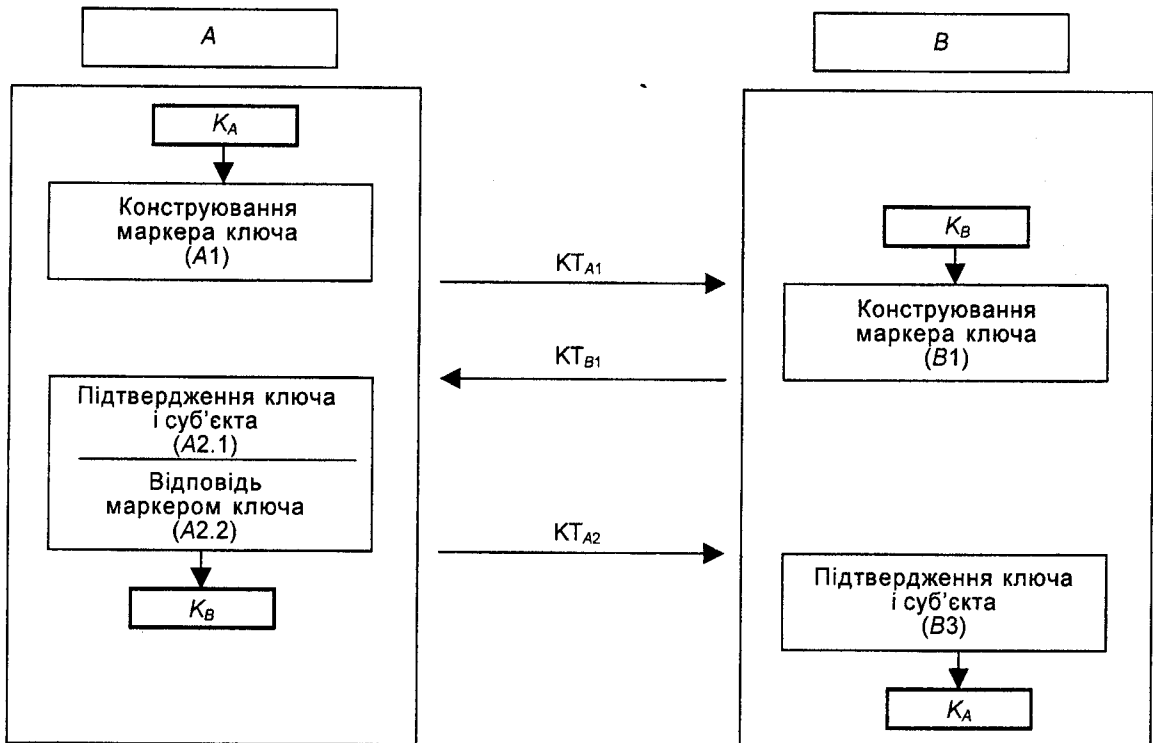 A
B
K_A
Конструювання
маркера ключа
(A1)
KT_A1
K_B
Конструювання
маркера ключа
(B1)
KT_B1
Підтвердження ключа
і суб’єкта
(A2.1)
Відповідь
маркером ключа
(A2.2)
KT_A2
K_B
Підтвердження ключа
і суб’єкта
(B3)
K_A